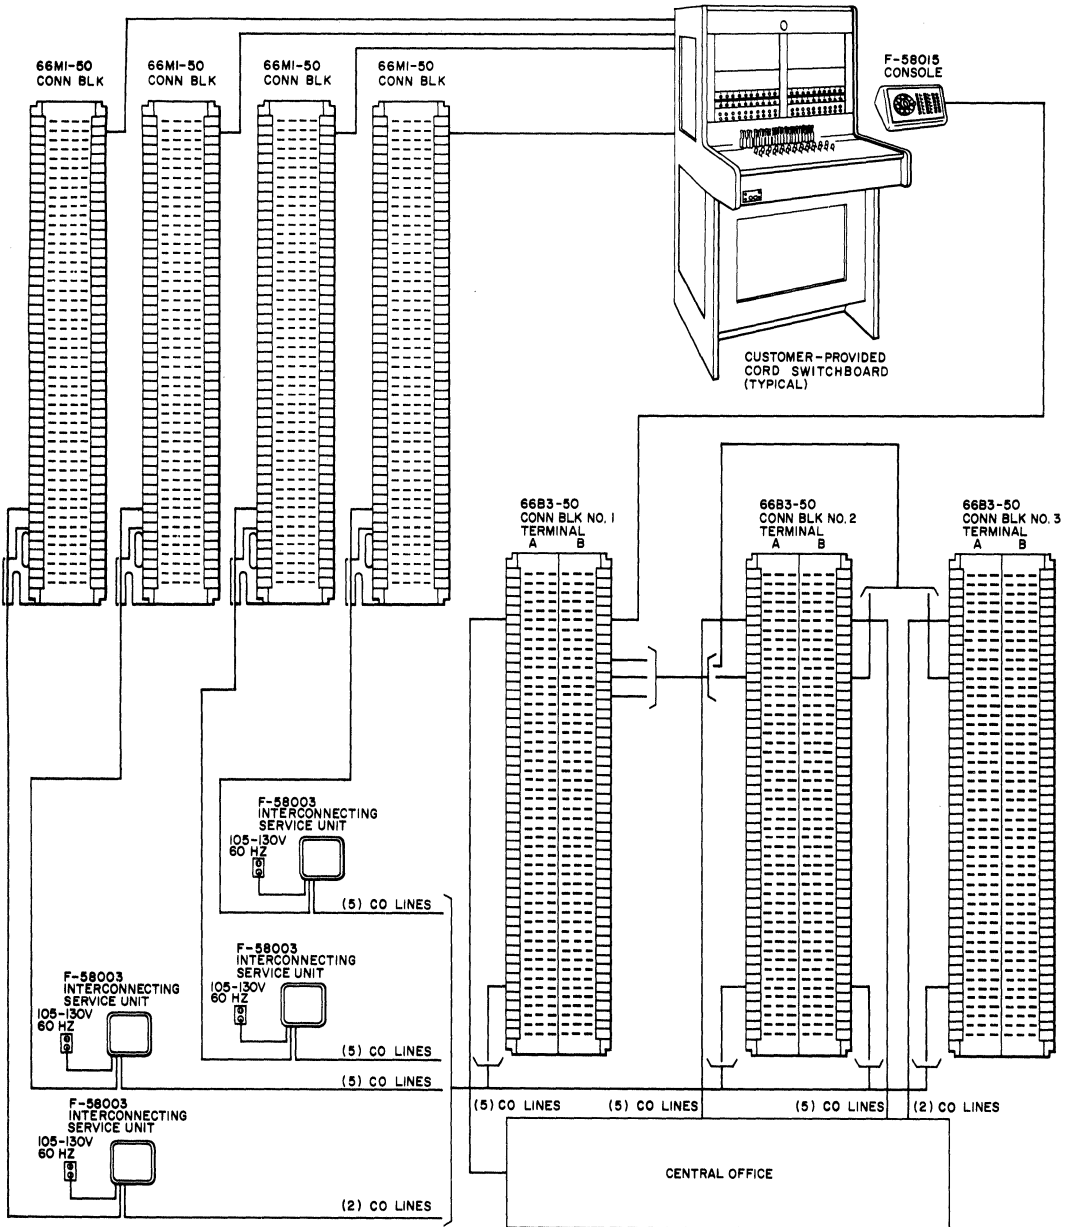 66M1-50
CONN BLK
66M1-50
CONN BLK
66M1-50
CONN BLK
66M1-50
CONN BLK
F-58015
CONSOLE
CUSTOMER-PROVIDED
CORD SWITCHBOARD
(TYPICAL)
66B3-50
CONN BLK NO. 1
TERMINAL
A B
66B3-50
CONN BLK NO. 2
TERMINAL
A B
66B3-50
CONN BLK NO. 3
TERMINAL
A B
F-58003
INTERCONNECTING
SERVICE UNIT
105-130V
60 HZ
(5) CO LINES
F-58003
INTERCONNECTING
SERVICE UNIT
105-130V
60 HZ
(5) CO LINES
F-58003
INTERCONNECTING
SERVICE UNIT
105-130V
60 HZ
(5) CO LINES
F-58003
INTERCONNECTING
SERVICE UNIT
105-130V
60 HZ
(2) CO LINES
(5) CO LINES
(5) CO LINES
(5) CO LINES
(2) CO LINES
CENTRAL OFFICE